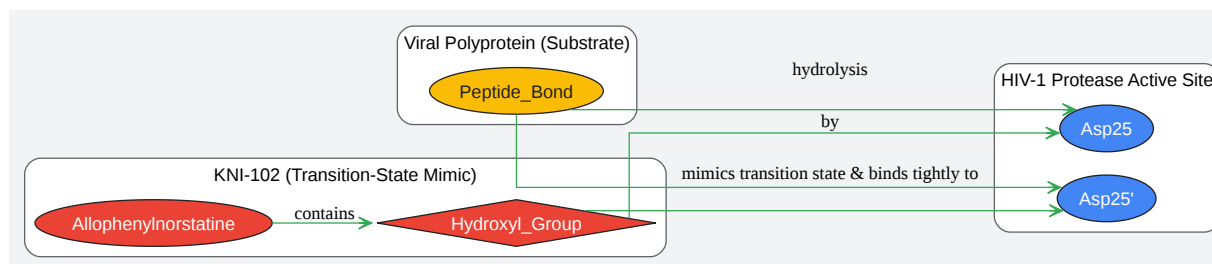 Viral Polyprotein (Substrate)
Peptide_Bond
hydrolysis
HIV-1 Protease Active Site
Asp25
by
KNI-102 (Transition-State Mimic)
mimics transition state & binds tightly to
Asp25'
Allophenylnorstatine
contains
Hydroxyl_Group